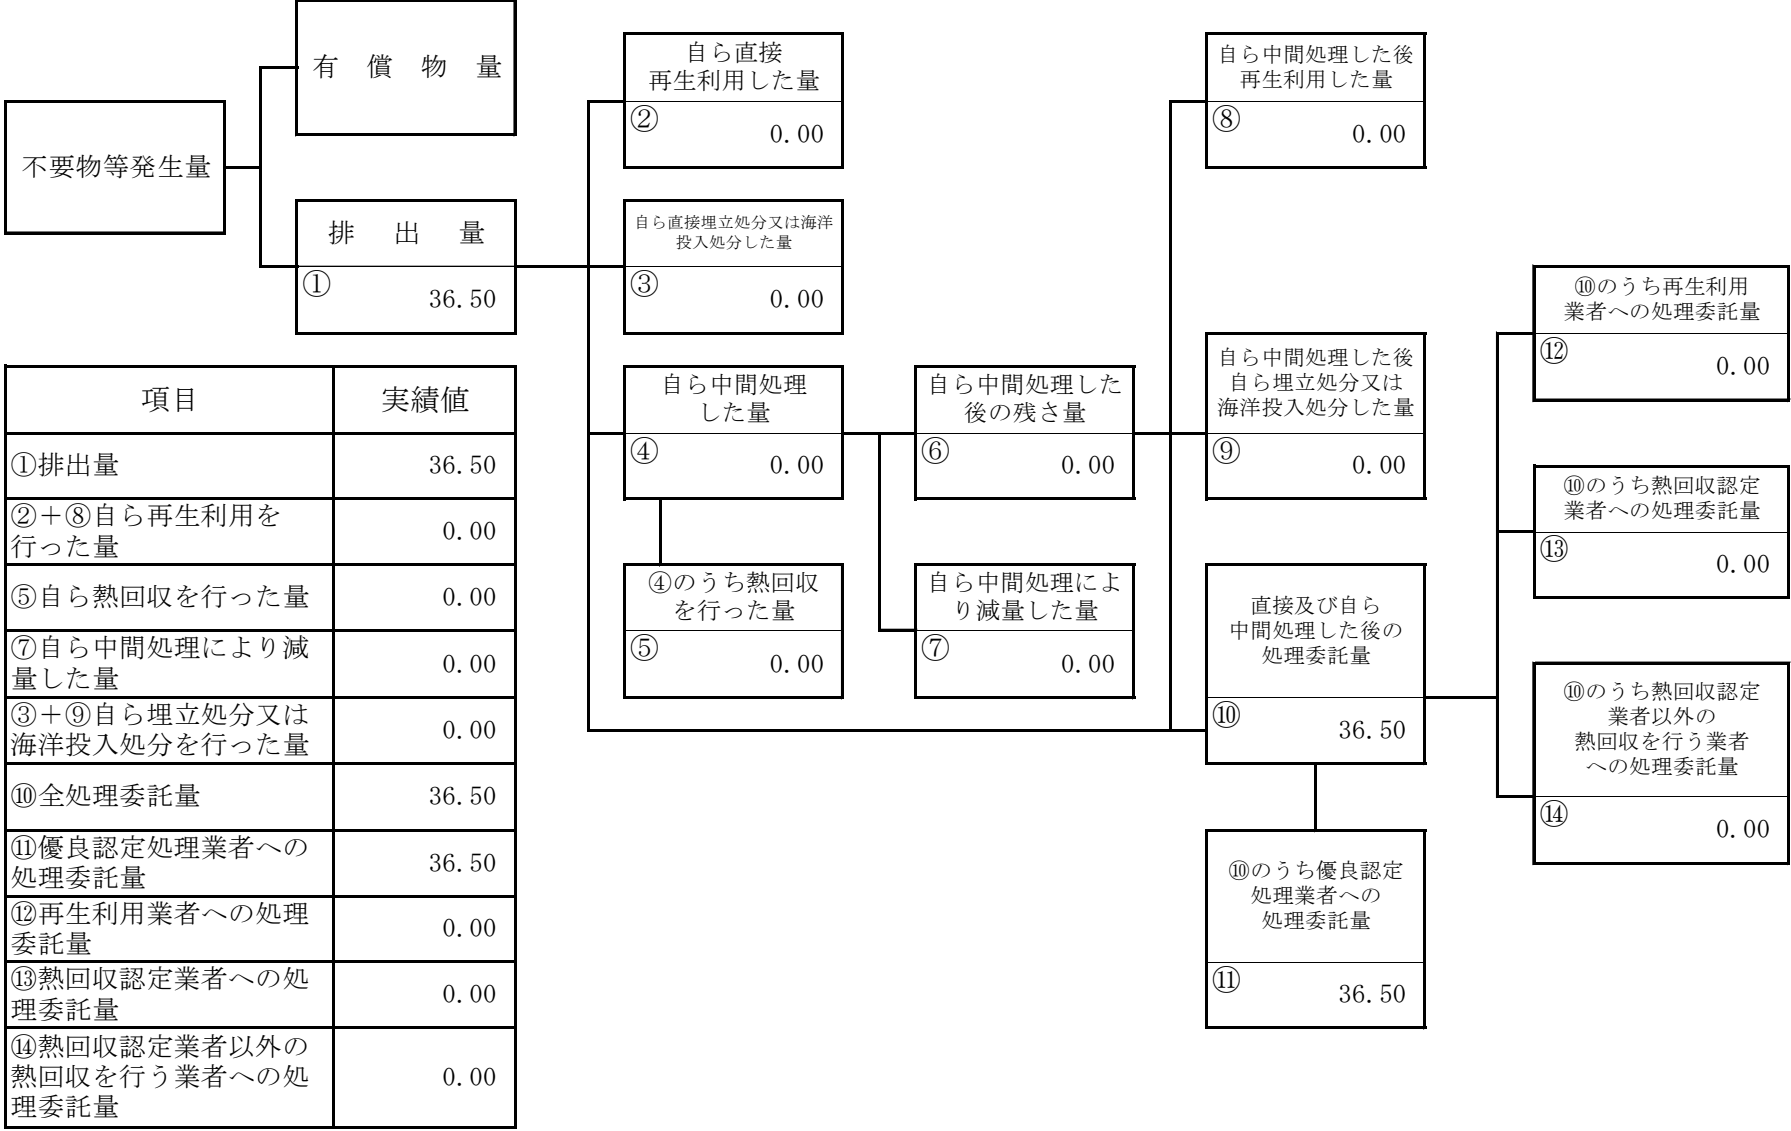 不要物等発生量
有　償　物　量
排　出　量
①
36.50
自ら直接
再生利用した量
②
0.00
自ら直接埋立処分又は海洋
投入処分した量
③
0.00
自ら中間処理
した量
④
0.00
④のうち熱回収
を行った量
⑤
0.00
自ら中間処理した
後の残さ量
⑥
0.00
自ら中間処理によ
り減量した量
⑦
0.00
自ら中間処理した後
再生利用した量
⑧
0.00
自ら中間処理した後
自ら埋立処分又は
海洋投入処分した量
⑨
0.00
直接及び自ら
中間処理した後の
処理委託量
⑩
36.50
⑩のうち優良認定
処理業者への
処理委託量
⑪
36.50
⑩のうち再生利用
業者への処理委託量
⑫
0.00
⑩のうち熱回収認定
業者への処理委託量
⑬
0.00
⑩のうち熱回収認定
業者以外の
熱回収を行う業者
への処理委託量
⑭
0.00
項目　実績値
①排出量　36.50
②＋⑧自ら再生利用を
行った量　0.00
⑤自ら熱回収を行った量　0.00
⑦自ら中間処理により減
量した量　0.00
③＋⑨自ら埋立処分又は
海洋投入処分を行った量　0.00
⑩全処理委託量　36.50
⑪優良認定処理業者への
処理委託量　36.50
⑫再生利用業者への処理
委託量　0.00
⑬熱回収認定業者への処
理委託量　0.00
⑭熱回収認定業者以外の
熱回収を行う業者への処
理委託量　0.00